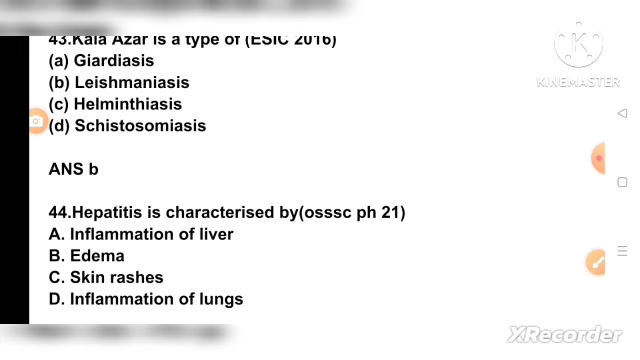 43.Kala Azar is a type of (ESIC 2016)
(a) Giardiasis
(b) Leishmaniasis
(c) Helminthiasis
(d) Schistosomiasis
ANS b
44.Hepatitis is characterised by(osssc ph 21)
A. Inflammation of liver
B. Edema
C. Skin rashes
D. Inflammation of lungs
K
KINEMASTER
XRecorder